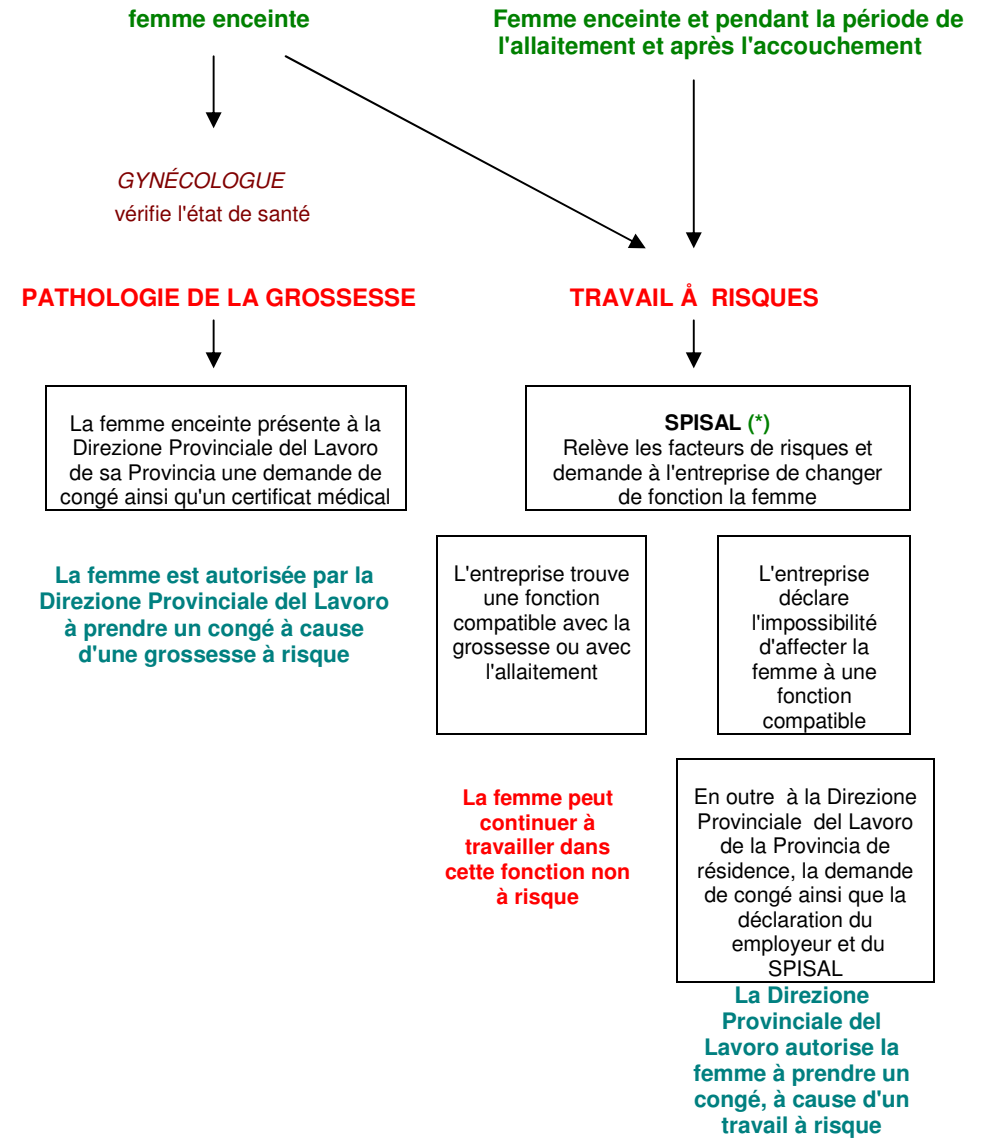 femme enceinte
Femme enceinte et pendant la période de
l'allaitement et après l'accouchement
GYNÉCOLOGUE
vérifie l'état de santé
PATHOLOGIE DE LA GROSSESSE
TRAVAIL Å RISQUES
La femme enceinte présente à la
Direzione Provinciale del Lavoro
de sa Provincia une demande de
congé ainsi qu'un certificat médical
SPISAL (*)
Relève les facteurs de risques et
demande à l'entreprise de changer
de fonction la femme
La femme est autorisée par la
Direzione Provinciale del Lavoro
à prendre un congé à cause
d'une grossesse à risque
L'entreprise trouve
une fonction
compatible avec la
grossesse ou avec
l'allaitement
L'entreprise
déclare
l'impossibilité
d'affecter la
femme à une
fonction
compatible
La femme peut
continuer à
travailler dans
cette fonction non
à risque
En outre à la Direzione
Provinciale del Lavoro
de la Provincia de
résidence, la demande
de congé ainsi que la
déclaration du
employeur et du
SPISAL
La Direzione
Provinciale del
Lavoro autorise la
femme à prendre un
congé, à cause d'un
travail à risque